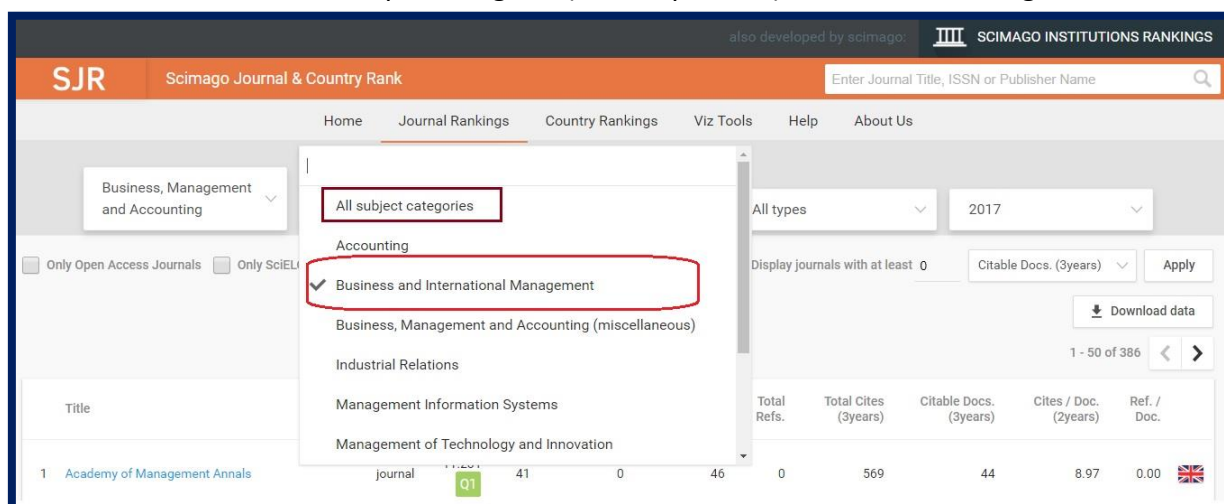 also developed by scimago: SCIMAGO INSTITUTIONS RANKINGS
SJR Scimago Journal & Country Rank Enter Journal Title, ISSN or Publisher Name
Home Journal Rankings Country Rankings Viz Tools Help About Us
Business, Management
and Accounting
All subject categories
All types 2017
Accounting
Only Open Access Journals Only SciELO
Display journals with at least 0 Citable Docs. (3years) Apply
Business and International Management
Download data
Business, Management and Accounting (miscellaneous)
1 - 50 of 386
Industrial Relations
Management Information Systems
Title Total Refs. Total Cites (3years) Citable Docs. (3years) Cites / Doc. (2years) Ref. / Doc.
Management of Technology and Innovation
1 Academy of Management Annals journal Q1 41 0 46 0 569 44 8.97 0.00